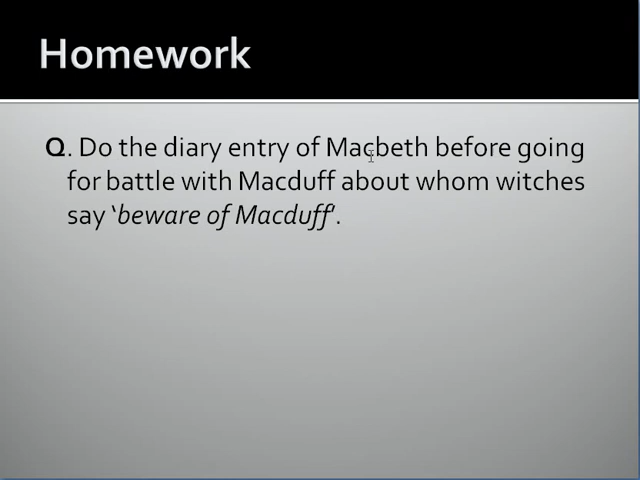 Homework
Q. Do the diary entry of Macbeth before going
for battle with Macduff about whom witches
say ‘beware of Macduff’.